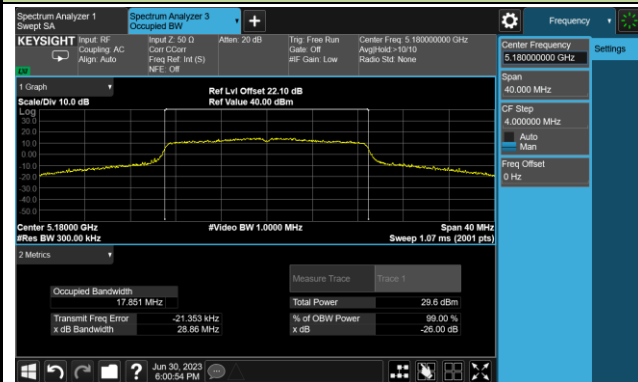 Spectrum Analyzer 1
Swept SA
Spectrum Analyzer 3
Occupied BW
Frequency
KEYSIGHT
Input: RF
Coupling: AC
Align: Auto
Input Z: 50 Ω
Corr CCorr
Freq Ref: Int (S)
NFE: Off
Atten: 20 dB
Trig: Free Run
Gate: Off
#IF Gain: Low
Center Freq: 5.180000000 GHz
Avg|Hold:>10/10
Radio Std: None
LXI
Center Frequency
5.180000000 GHz
Settings
Span
40.000 MHz
CF Step
4.000000 MHz
Auto
Man
Freq Offset
0 Hz
1 Graph
Scale/Div 10.0 dB
Ref Lvl Offset 22.10 dB
Ref Value 40.00 dBm
Log
30.0
20.0
10.0
0.00
-10.0
-20.0
-30.0
-40.0
-50.0
Center 5.18000 GHz
#Res BW 300.00 kHz
#Video BW 1.0000 MHz
Span 40 MHz
Sweep 1.07 ms (2001 pts)
2 Metrics
Measure Trace
Trace 1
Occupied Bandwidth
17.851 MHz
Total Power
29.6 dBm
Transmit Freq Error
-21.353 kHz
% of OBW Power
99.00 %
x dB Bandwidth
28.86 MHz
x dB
-26.00 dB
?
Jun 30, 2023
6:00:54 PM